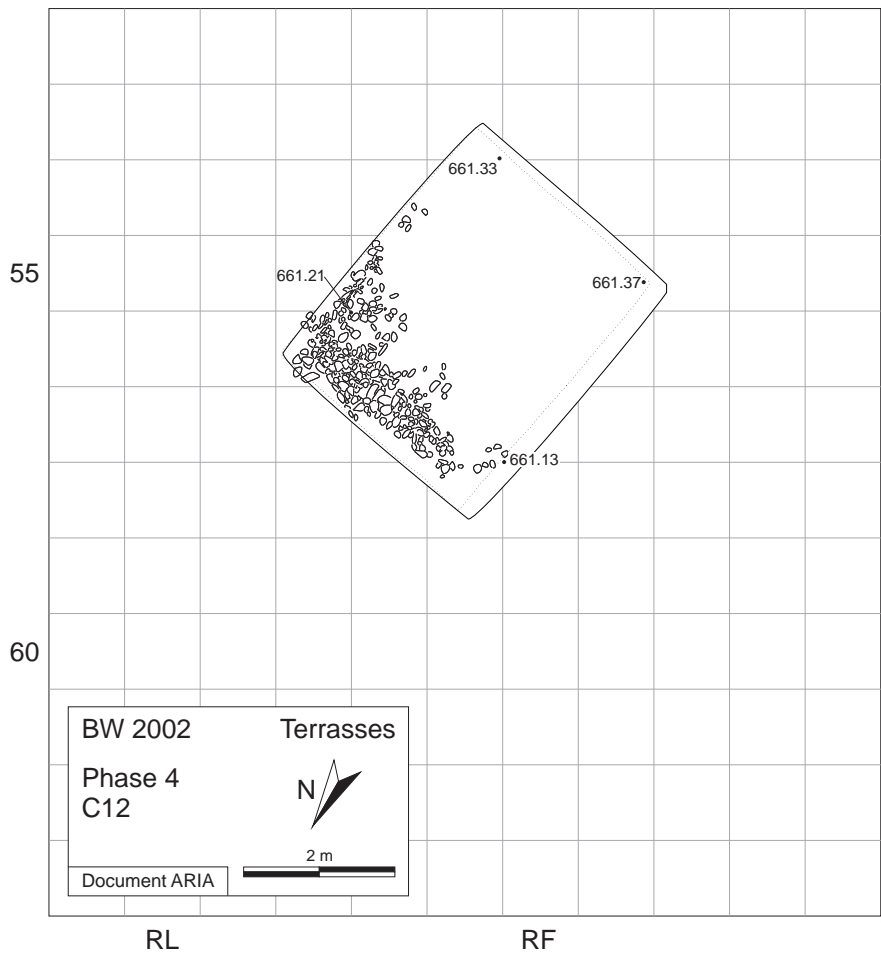 661.33
55
661.21
661.37
661.13
60
BW 2002 Terrasses
Phase 4
C12
N
2 m
Document ARIA
RL RF